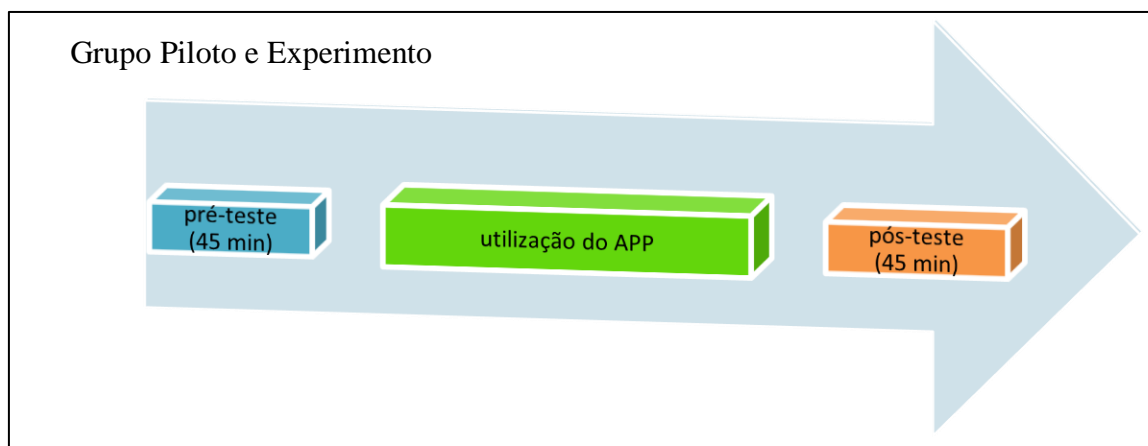 Grupo Piloto e Experimento
pré-teste
(45 min)
utilização do APP
pós-teste
(45 min)